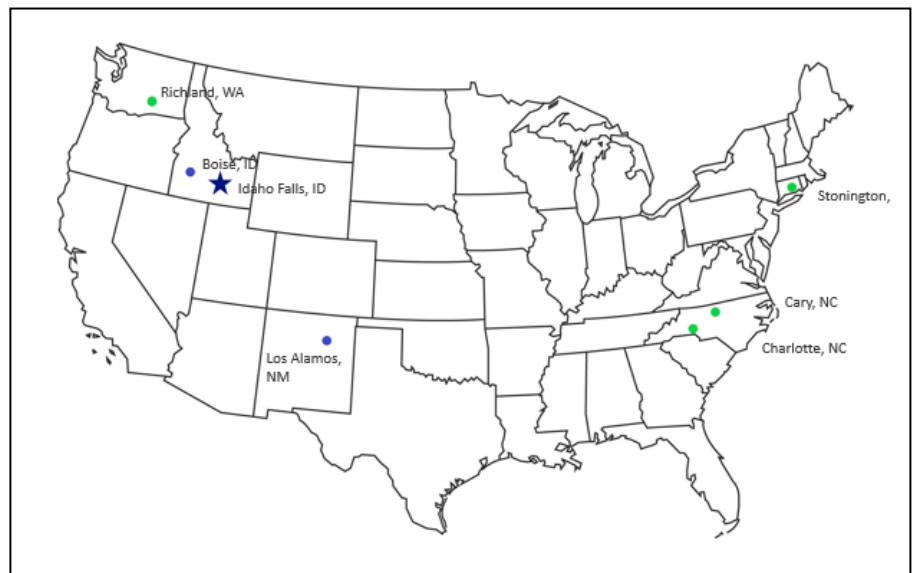 Richland, WA
Boise, ID
Idaho Falls, ID
Stonington,
Cary, NC
Charlotte, NC
Los Alamos,
NM